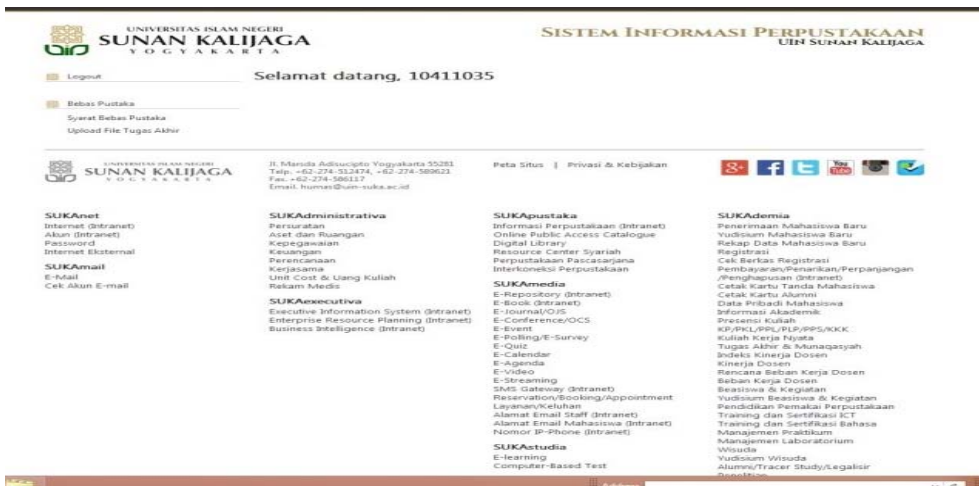 UNIVERSITAS ISLAM NEGERI
SUNAN KALIJAGA
YOGYAKARTA
SISTEM INFORMASI PERPUSTAKAAN
UIN SUNAN KALIJAGA
Logout
Selamat datang, 10411035
Bebas Pustaka
Syarat Bebas Pustaka
Upload File Tugas Akhir
UNIVERSITAS ISLAM NEGERI
SUNAN KALIJAGA
YOGYAKARTA
Jl. Marsda Adisucipto Yogyakarta 55281
Telp. +62-274-512474, +62-274-589621
Fax. +62-274-586117
Email. humas@uin-suka.ac.id
Peta Situs | Privasi & Kebijakan
You Tube
SUKAnet
Internet (Intranet)
Akun (Intranet)
Password
Internet Eksternal
SUKAmail
E-Mail
Cek Akun E-mail
SUKAdministrativa
Persuratan
Aset dan Ruangan
Kepegawaian
Keuangan
Perencanaan
Kerjasama
Unit Cost & Uang Kuliah
Rekam Medis
SUKAexecutiva
Executive Information System (Intranet)
Enterprise Resource Planning (Intranet)
Business Intelligence (Intranet)
SUKApustaka
Informasi Perpustakaan (Intranet)
Online Public Access Catalogue
Digital Library
Resource Center Syariah
Perpustakaan Pascasarjana
Interkoneksi Perpustakaan
SUKAmedia
E-Repository (Intranet)
E-Book (Intranet)
E-Journal/OJS
E-Conference/OCS
E-Event
E-Polling/E-Survey
E-Quiz
E-Calendar
E-Agenda
E-Video
E-Streaming
SMS Gateway (Intranet)
Reservation/Booking/Appointment
Layanan/Keluhan
Alamat Email Staff (Intranet)
Alamat Email Mahasiswa (Intranet)
Nomor IP-Phone (Intranet)
SUKAstudia
E-learning
Computer-Based Test
SUKAdemia
Penerimaan Mahasiswa Baru
Yudisium Mahasiswa Baru
Rekap Data Mahasiswa Baru
Registrasi
Cek Berkas Registrasi
Pembayaran/Penarikan/Perpanjangan
/Penghapusan (Intranet)
Cetak Kartu Tanda Mahasiswa
Cetak Kartu Alumni
Data Pribadi Mahasiswa
Informasi Akademik
Presensi Kuliah
KP/PKL/PPL/PLP/PPS/KKK
Kuliah Kerja Nyata
Tugas Akhir & Munaqasyah
Indeks Kinerja Dosen
Kinerja Dosen
Rencana Beban Kerja Dosen
Beban Kerja Dosen
Beasiswa & Kegiatan
Yudisium Beasiswa & Kegiatan
Pendidikan Pemakai Perpustakaan
Training dan Sertifikasi ICT
Training dan Sertifikasi Bahasa
Manajemen Praktikum
Manajemen Laboratorium
Wisuda
Yudisium Wisuda
Alumni/Tracer Study/Legalisir
Penelitian
Address